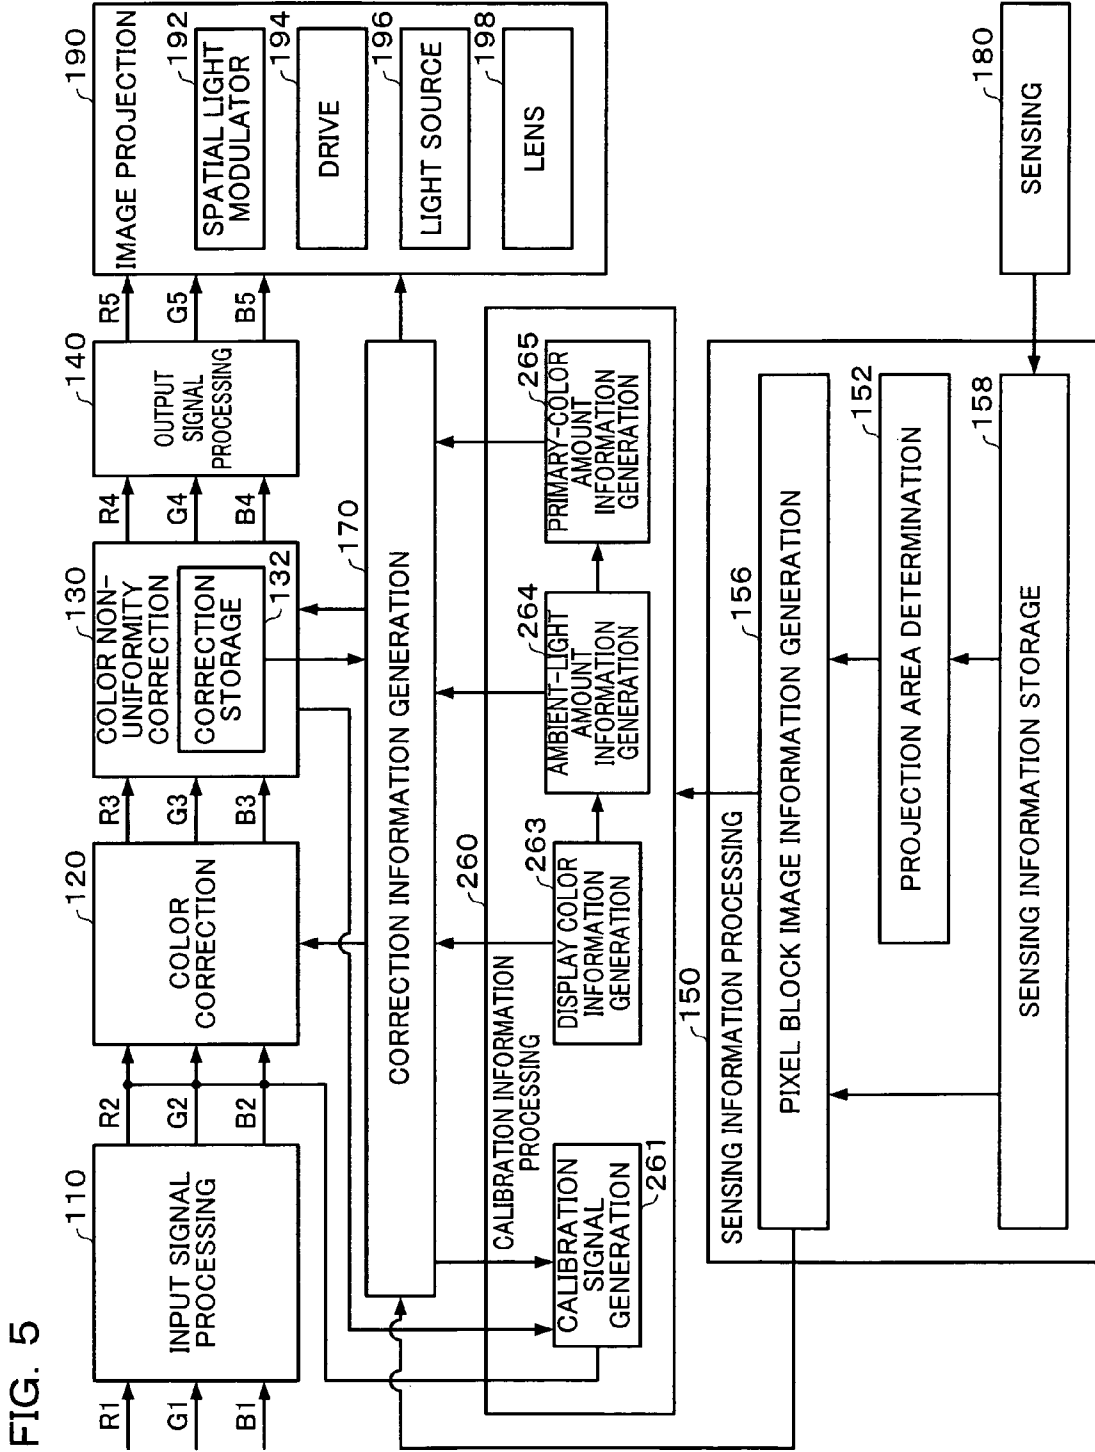 FIG. 5
R1
G1
B1
110
INPUT SIGNAL
PROCESSING
R2
G2
B2
120
COLOR
CORRECTION
R3
G3
B3
130
COLOR NON-
UNIFORMITY
CORRECTION
CORRECTION
STORAGE
132
R4
G4
B4
140
OUTPUT
SIGNAL
PROCESSING
R5
G5
B5
190
IMAGE PROJECTION
SPATIAL LIGHT
MODULATOR
192
DRIVE
194
LIGHT SOURCE
196
LENS
198
CORRECTION INFORMATION GENERATION
170
CALIBRATION INFORMATION
PROCESSING
260
CALIBRATION
SIGNAL
GENERATION
261
DISPLAY COLOR
INFORMATION
GENERATION
263
AMBIENT-LIGHT
AMOUNT
INFORMATION
GENERATION
264
PRIMARY-COLOR
AMOUNT
INFORMATION
GENERATION
265
150
SENSING INFORMATION PROCESSING
PIXEL BLOCK IMAGE INFORMATION GENERATION
156
PROJECTION AREA DETERMINATION
152
SENSING INFORMATION STORAGE
158
SENSING
180